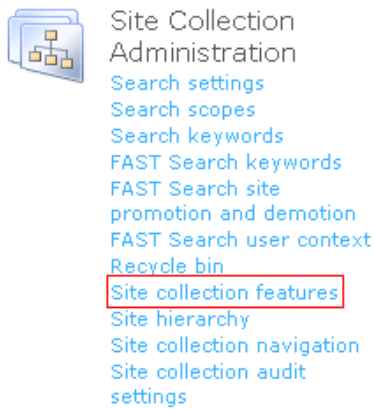 Site Collection
Administration
Search settings
Search scopes
Search keywords
FAST Search keywords
FAST Search site
promotion and demotion
FAST Search user context
Recycle bin
Site collection features
Site hierarchy
Site collection navigation
Site collection audit
settings